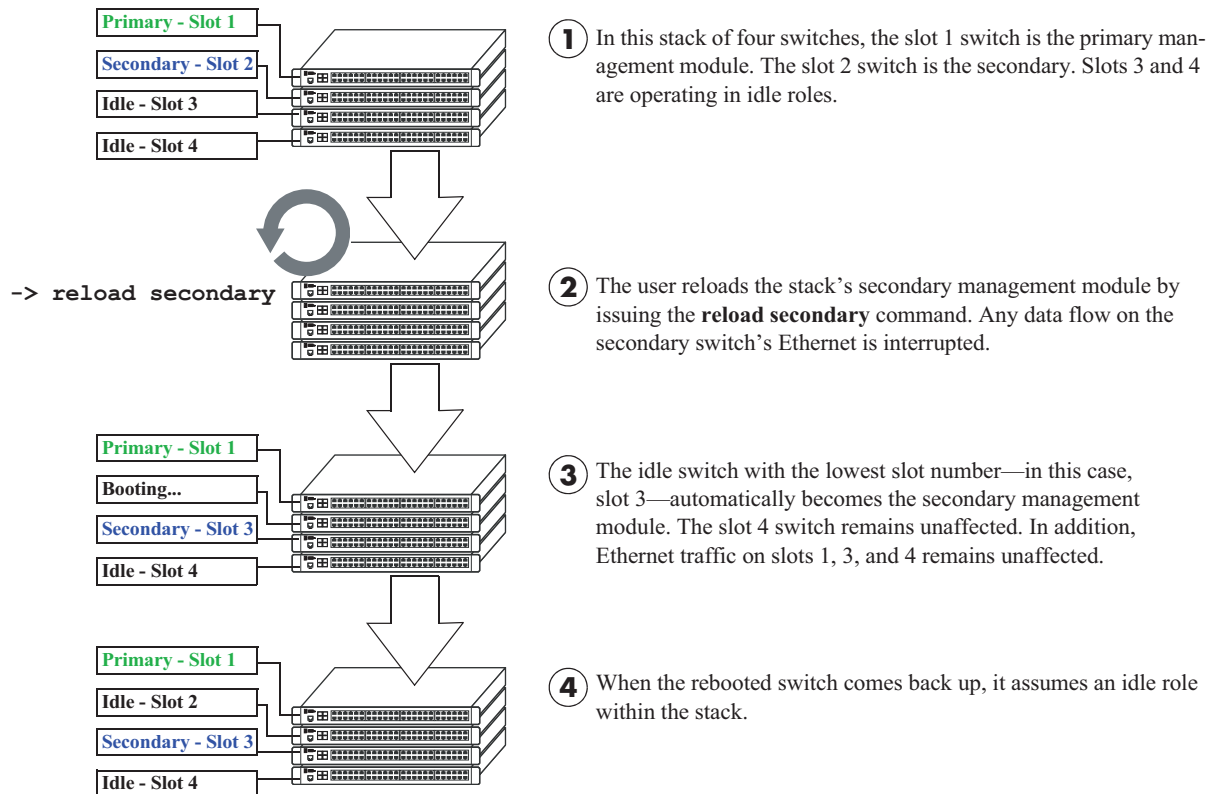 Primary - Slot 1
Secondary - Slot 2
Idle - Slot 3
Idle - Slot 4
1 In this stack of four switches, the slot 1 switch is the primary man-
agement module. The slot 2 switch is the secondary. Slots 3 and 4
are operating in idle roles.
-> reload secondary
2 The user reloads the stack’s secondary management module by
issuing the reload secondary command. Any data flow on the
secondary switch’s Ethernet is interrupted.
Primary - Slot 1
Booting...
Secondary - Slot 3
Idle - Slot 4
3 The idle switch with the lowest slot number—in this case,
slot 3—automatically becomes the secondary management
module. The slot 4 switch remains unaffected. In addition,
Ethernet traffic on slots 1, 3, and 4 remains unaffected.
Primary - Slot 1
Idle - Slot 2
Secondary - Slot 3
Idle - Slot 4
4 When the rebooted switch comes back up, it assumes an idle role
within the stack.